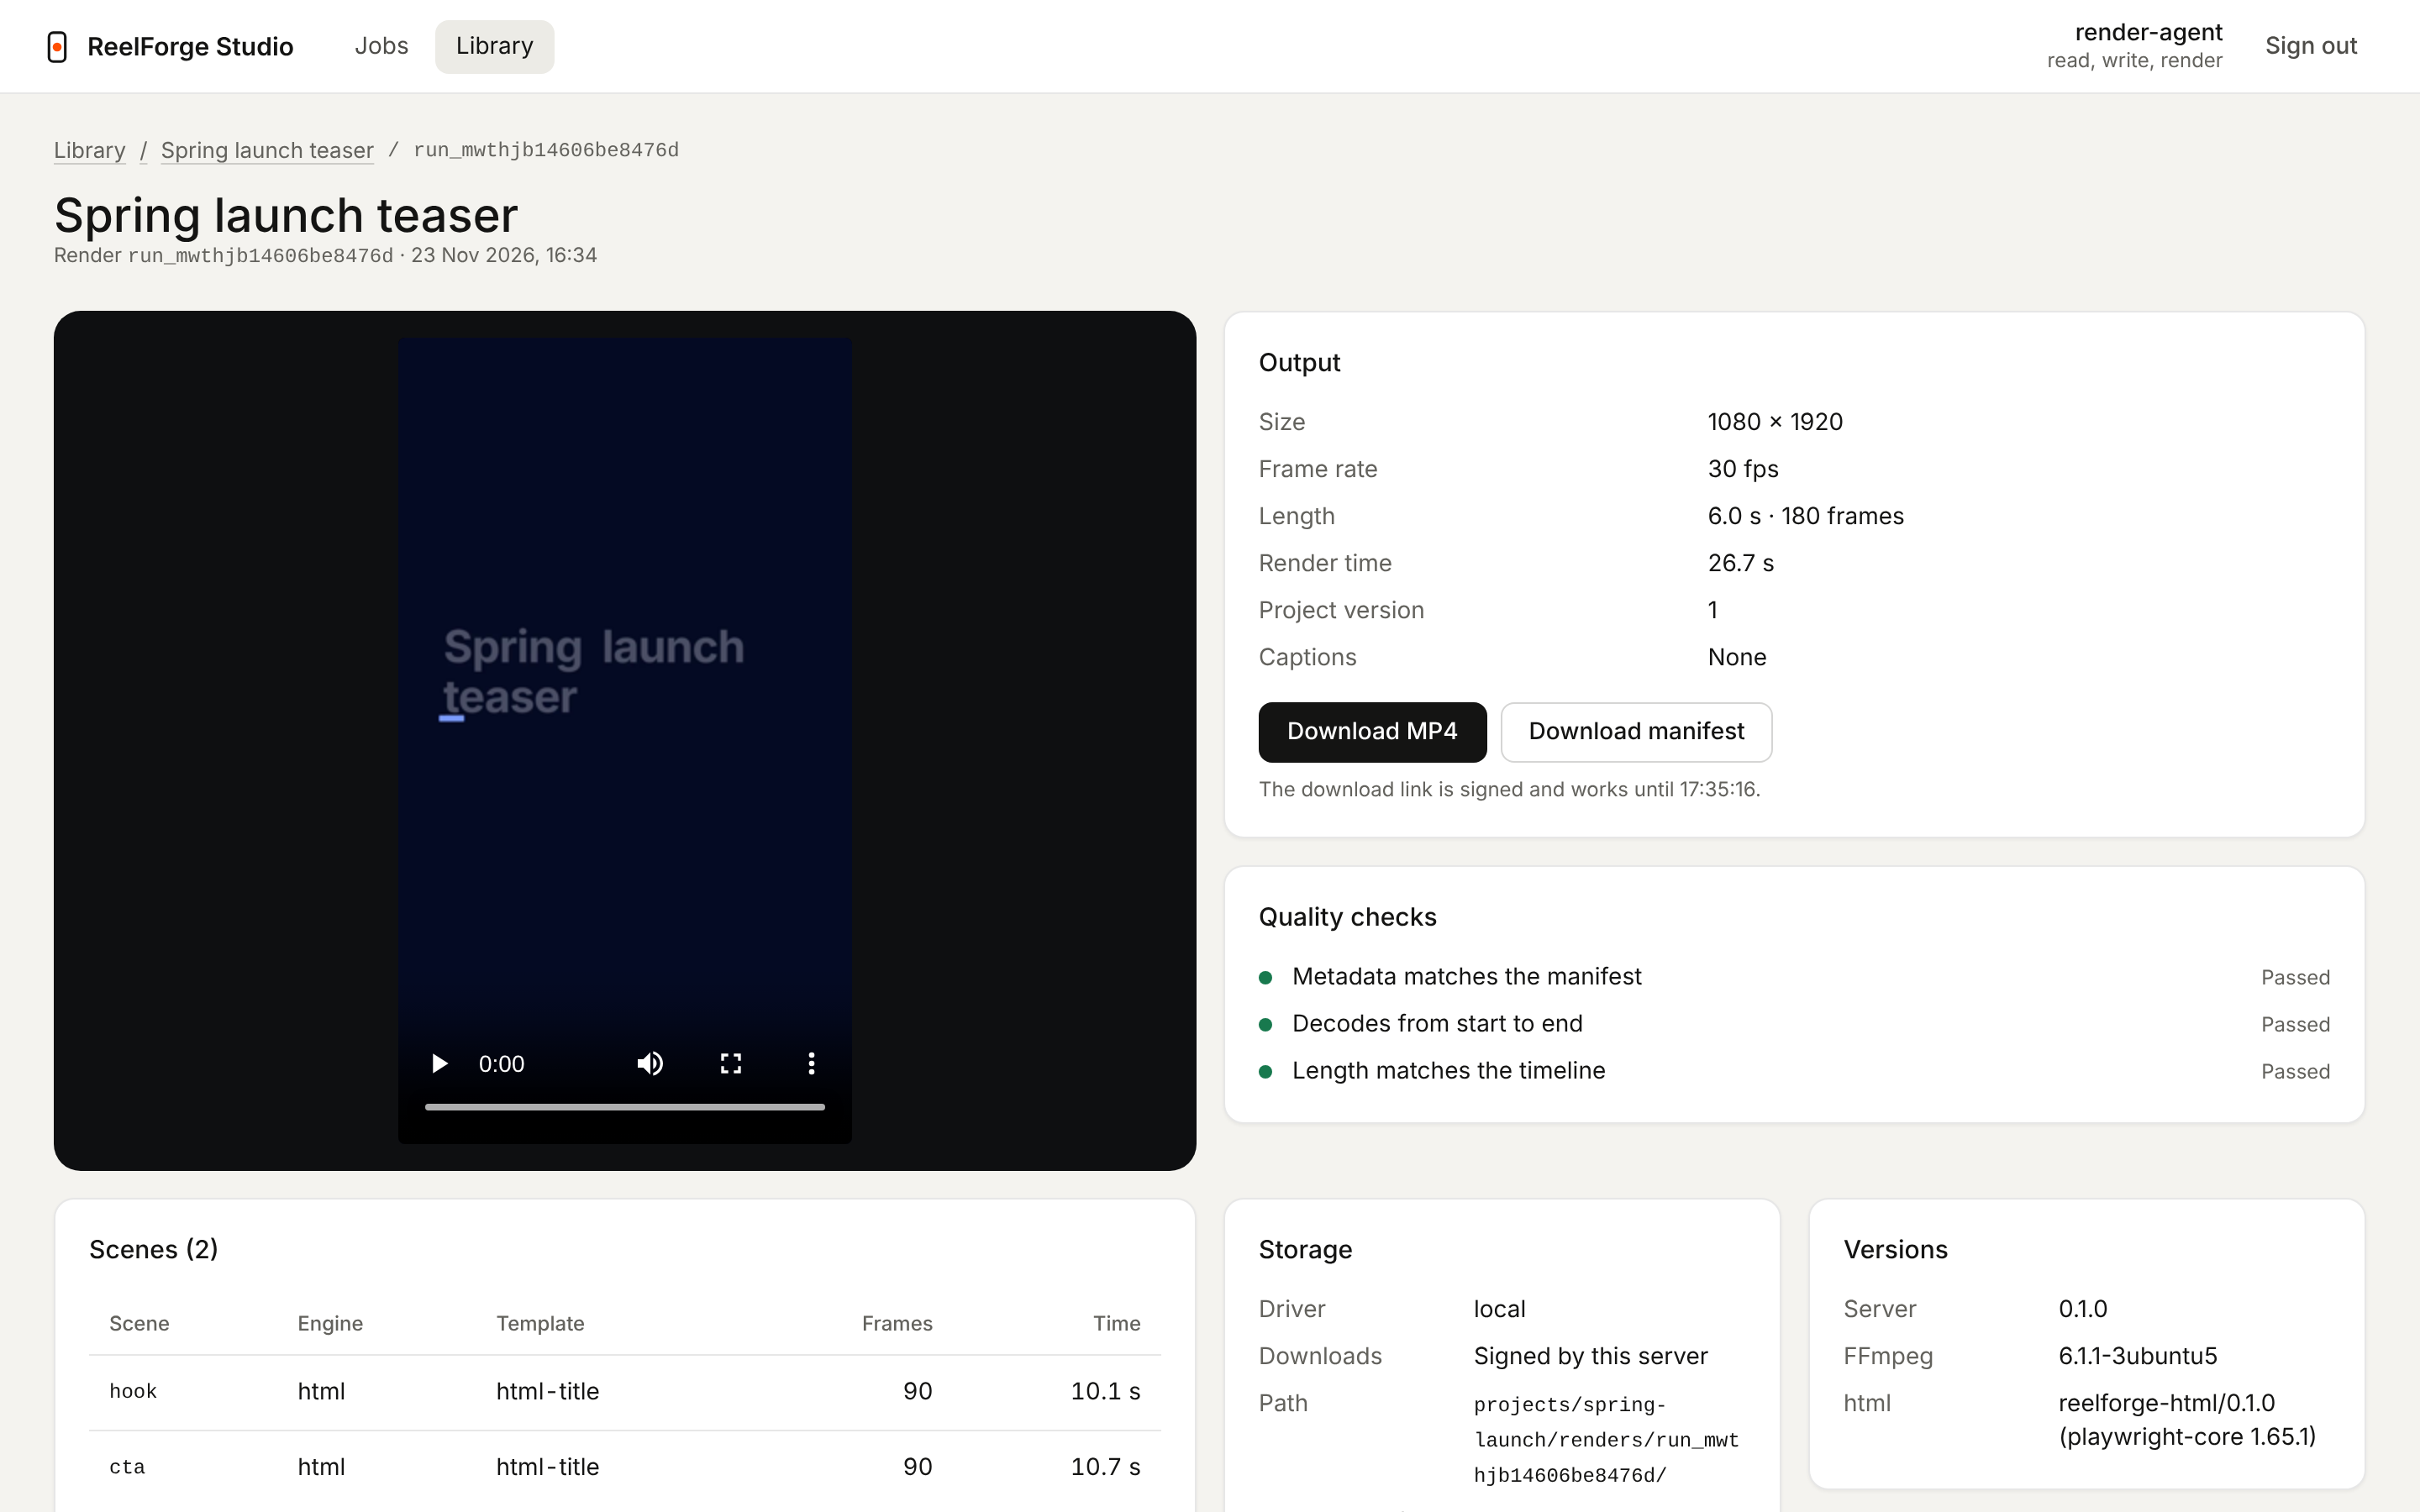 ReelForge Studio
Jobs
Library
render-agent
read, write, render
Sign out
Library / Spring launch teaser / run_mwthjb14606be8476d
Spring launch teaser
Render run_mwthjb14606be8476d · 23 Nov 2026, 16:34
Spring launch
teaser
0:00
Output
Size 1080 × 1920
Frame rate 30 fps
Length 6.0 s · 180 frames
Render time 26.7 s
Project version 1
Captions None
Download MP4
Download manifest
The download link is signed and works until 17:35:16.
Quality checks
Metadata matches the manifest Passed
Decodes from start to end Passed
Length matches the timeline Passed
Scenes (2)
Scene Engine Template Frames Time
hook html html-title 90 10.1 s
cta html html-title 90 10.7 s
Storage
Driver local
Downloads Signed by this server
Path projects/spring-
launch/renders/run_mwt
hjb14606be8476d/
Versions
Server 0.1.0
FFmpeg 6.1.1-3ubuntu5
html reelforge-html/0.1.0
(playwright-core 1.65.1)